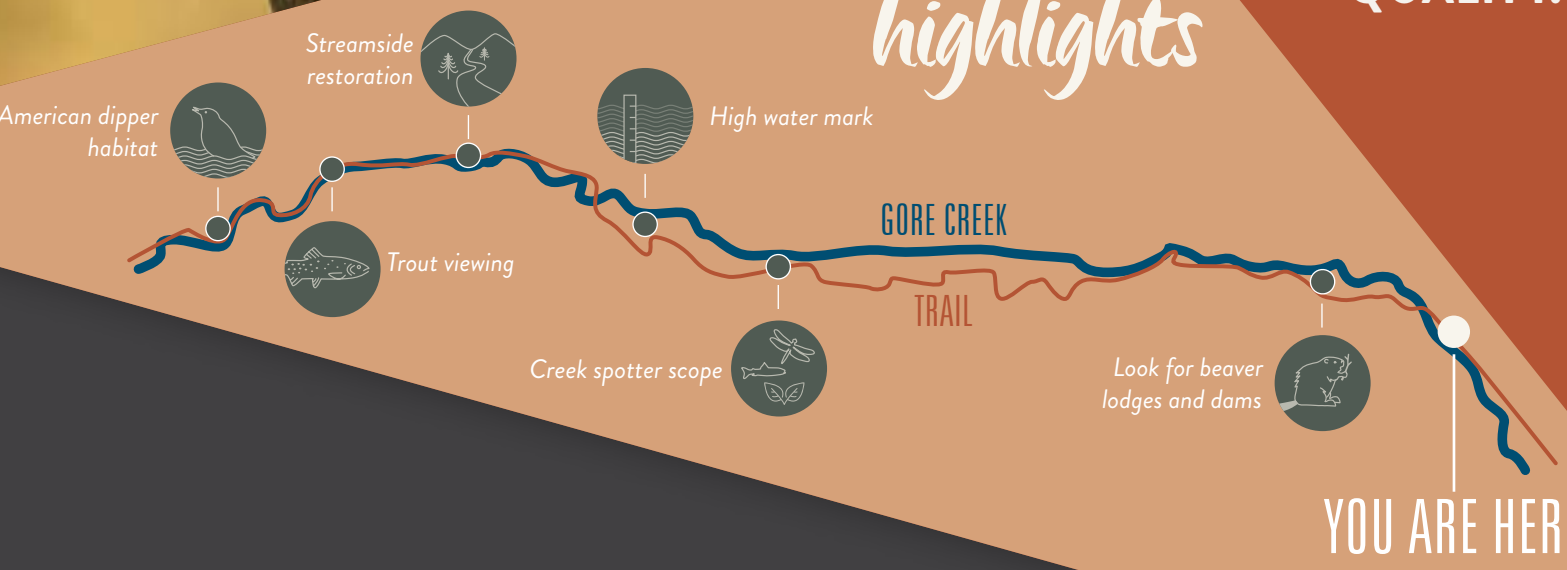 highlights
Streamside
restoration
American dipper
habitat
High water mark
Trout viewing
GORE CREEK
TRAIL
Creek spotter scope
Look for beaver
lodges and dams
YOU ARE HER